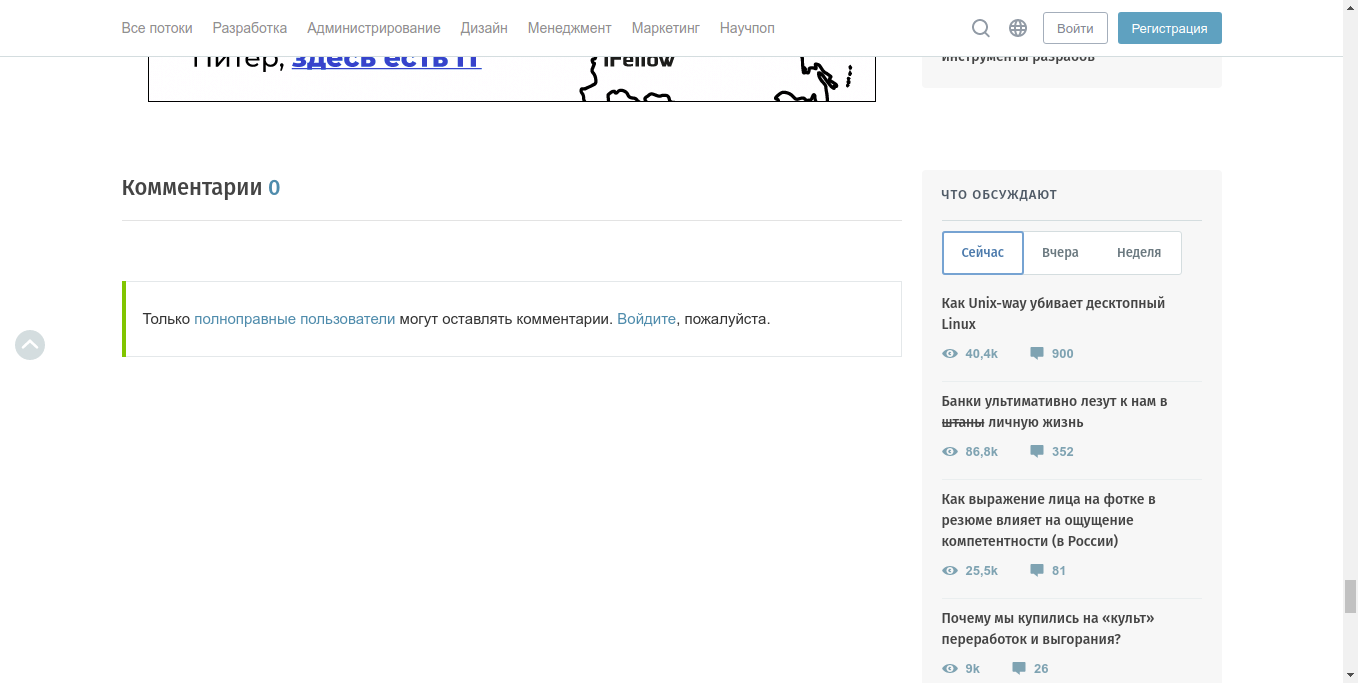 Все потоки Разработка Администрирование Дизайн Менеджмент Маркетинг Научпоп Войти Регистрация
Питер, здесь есть IT
iFellow
инструменты разрабов
Комментарии 0
Только полноправные пользователи могут оставлять комментарии. Войдите, пожалуйста.
ЧТО ОБСУЖДАЮТ
Сейчас Вчера Неделя
Как Unix-way убивает десктопный
Linux
40,4k 900
Банки ультимативно лезут к нам в
штаны личную жизнь
86,8k 352
Как выражение лица на фотке в
резюме влияет на ощущение
компетентности (в России)
25,5k 81
Почему мы купились на «культ»
переработок и выгорания?
9k 26